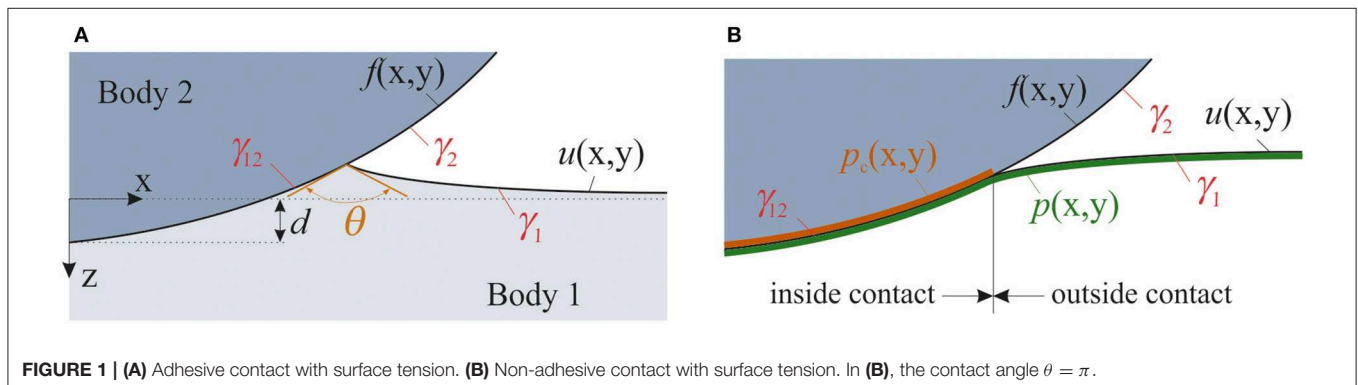 A
Body 2
f(x,y)
γ12
γ2
u(x,y)
x
d
θ
γ1
z
Body 1
B
f(x,y)
γ2
u(x,y)
pc(x,y)
γ12
p(x,y)
γ1
inside contact
outside contact
FIGURE 1 | (A) Adhesive contact with surface tension. (B) Non-adhesive contact with surface tension. In (B), the contact angle θ = π.